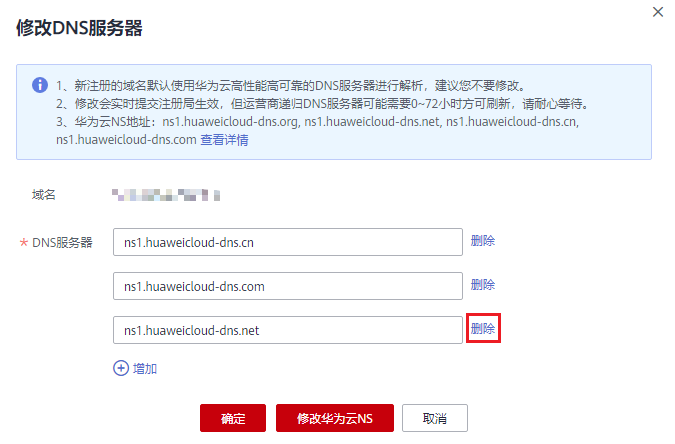 修改DNS服务器
1、新注册的域名默认使用华为云高性能高可靠的DNS服务器进行解析，建议您不要修改。
2、修改会实时提交注册局生效，但运营商递归DNS服务器可能需要0~72小时方可刷新，请耐心等待。
3、华为云NS地址：ns1.huaweicloud-dns.org, ns1.huaweicloud-dns.net, ns1.huaweicloud-dns.cn,
ns1.huaweicloud-dns.com 查看详情
域名
* DNS服务器 ns1.huaweicloud-dns.cn 删除
ns1.huaweicloud-dns.com 删除
ns1.huaweicloud-dns.net 删除
增加
确定 修改华为云NS 取消